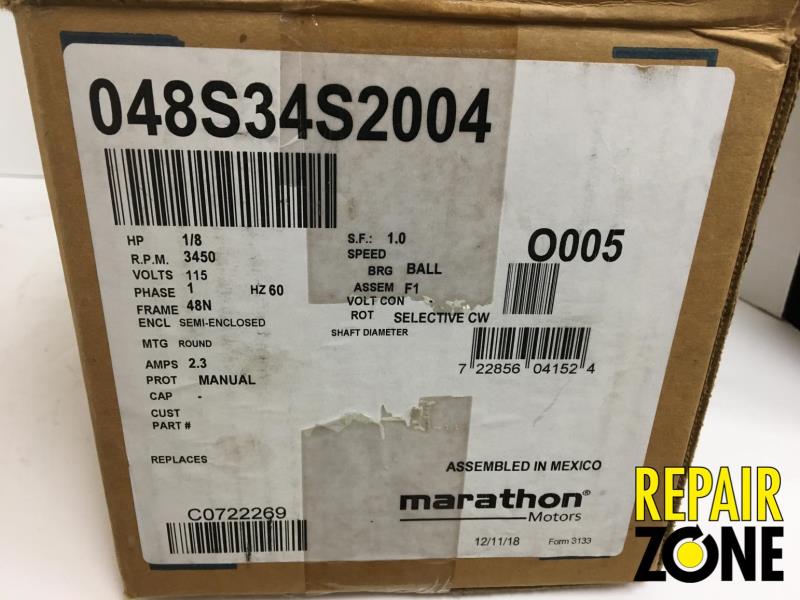 048S34S2004
HP 1/8
R.P.M. 3450
VOLTS 115
PHASE 1 HZ 60
FRAME 48N
ENCL SEMI-ENCLOSED
MTG ROUND
AMPS 2.3
PROT MANUAL
CAP -
CUST
PART #
REPLACES
C0722269
S.F.: 1.0
SPEED
BRG BALL
ASSEM F1
VOLT CON
ROT SELECTIVE CW
SHAFT DIAMETER
O005
7 22856 04152 4
ASSEMBLED IN MEXICO
marathon®
Motors
12/11/18 Form 3133
REPAIR
ZONE